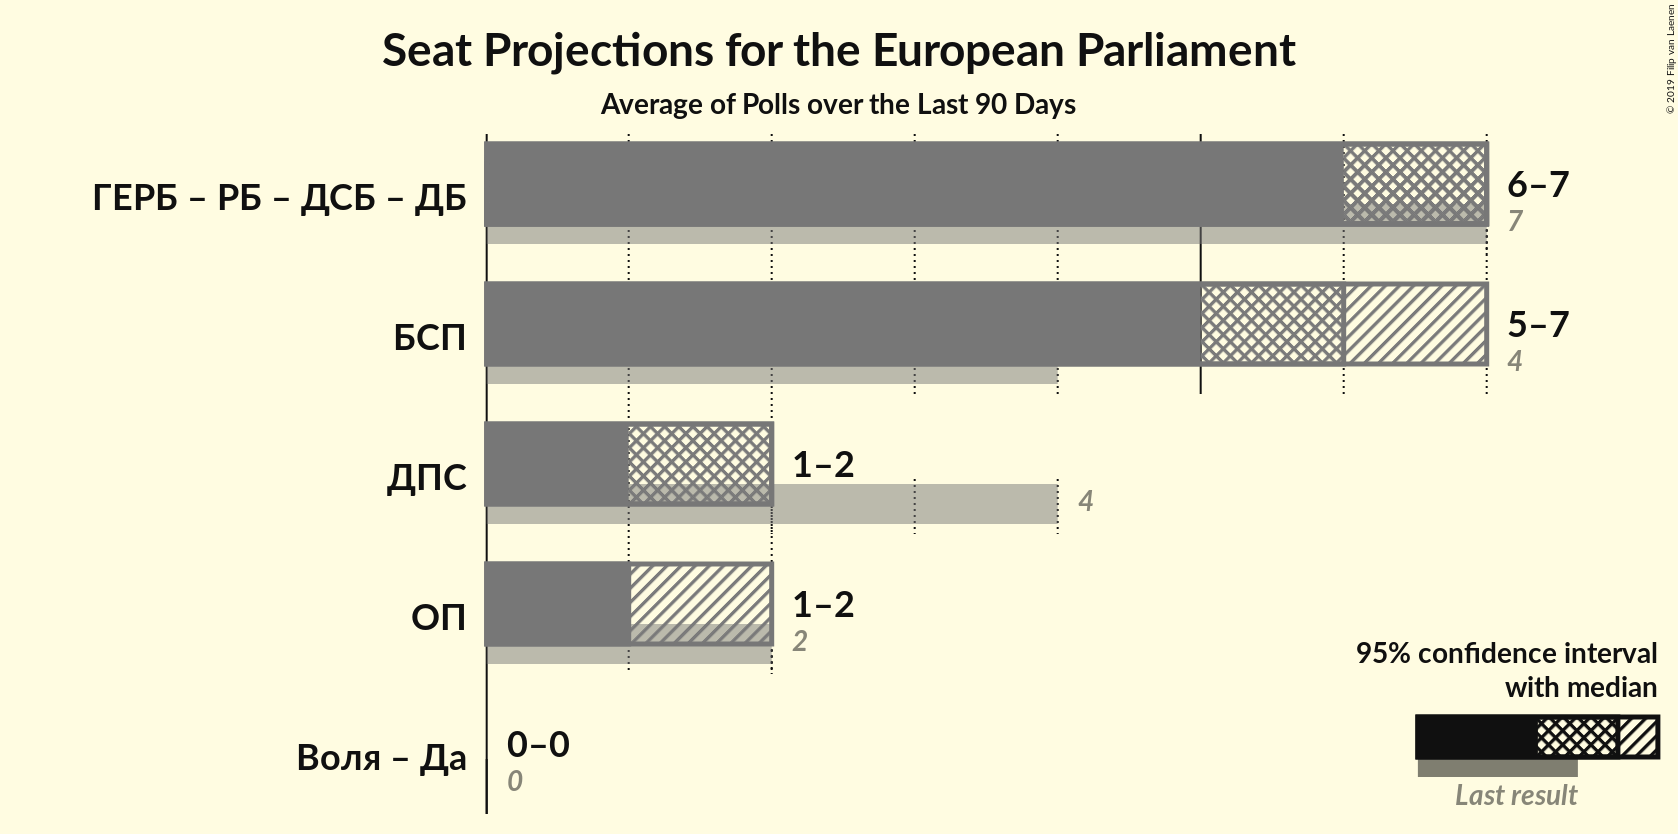 Seat Projections for the European Parliament
Average of Polls over the Last 90 Days
© 2019 Filip van Laenen
ГЕРБ – РБ – ДСБ – ДБ
6–7
7
БСП
5–7
4
ДПС
1–2
4
ОП
1–2
2
Воля – Да
0–0
0
95% confidence interval
with median
Last result